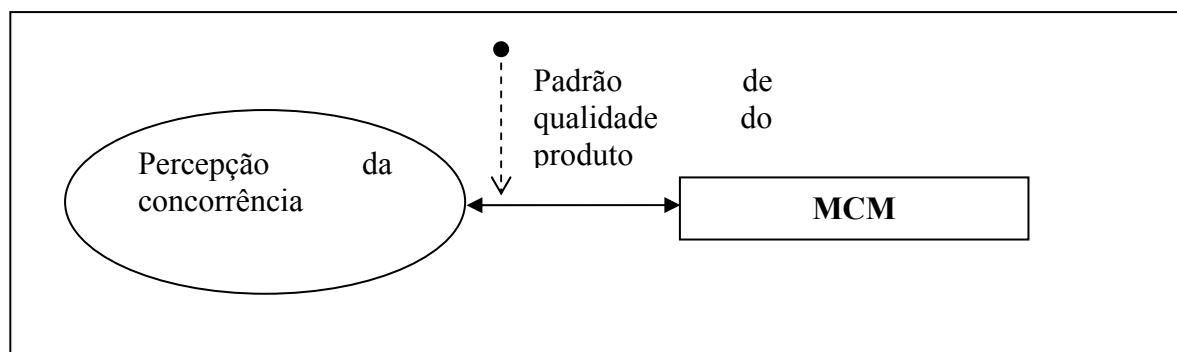 Padrão de
qualidade do
produto
Percepção da
concorrência
MCM